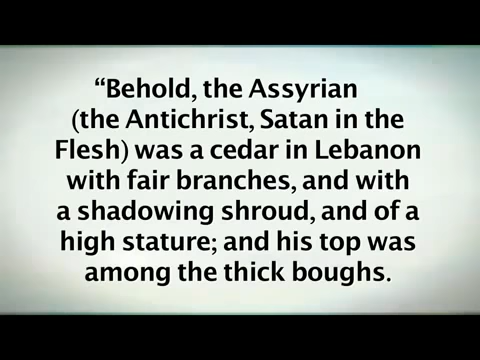 “Behold, the Assyrian
(the Antichrist, Satan in the
Flesh) was a cedar in Lebanon
with fair branches, and with
a shadowing shroud, and of a
high stature; and his top was
among the thick boughs.